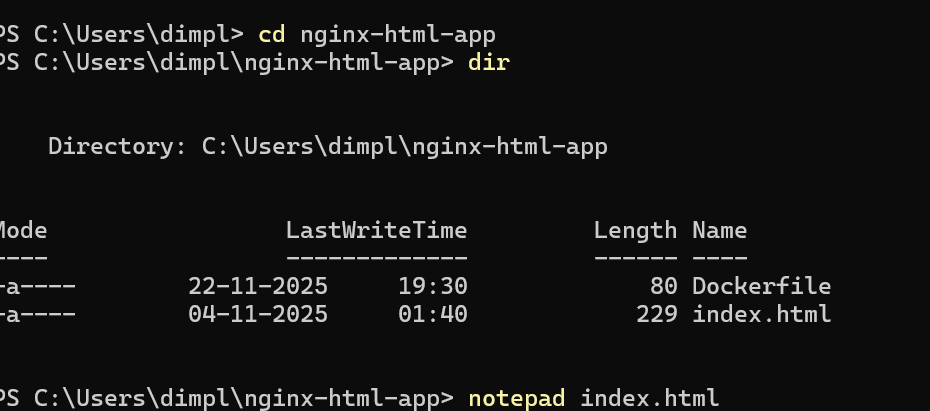 PS C:\Users\dimpl> cd nginx-html-app
PS C:\Users\dimpl\nginx-html-app> dir
Directory: C:\Users\dimpl\nginx-html-app
Mode LastWriteTime Length Name
---- ------------- ------ ----
-a---- 22-11-2025 19:30 80 Dockerfile
-a---- 04-11-2025 01:40 229 index.html
PS C:\Users\dimpl\nginx-html-app> notepad index.html